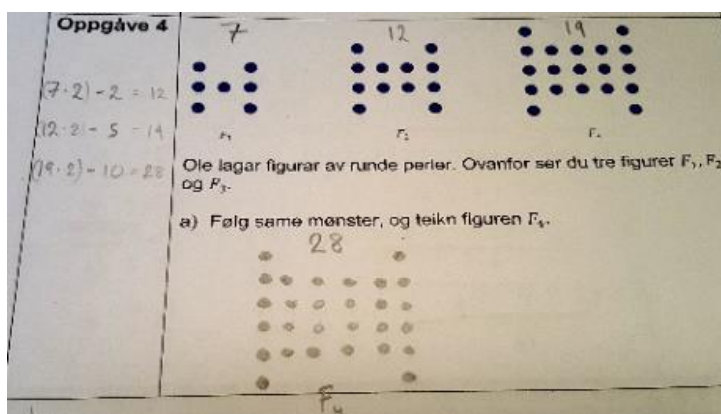 Oppgåve 4
7 12 19
(7·2)-2 = 12
(12·2)-5 = 19
(19·2)-10=28
F₁ F₂
Ole lagar figurar av runde perler. Ovanfor ser du tre figurer F₁, F₂
og F₃.
a) Følg same mønster, og teikn figuren F₄.
28
F₄